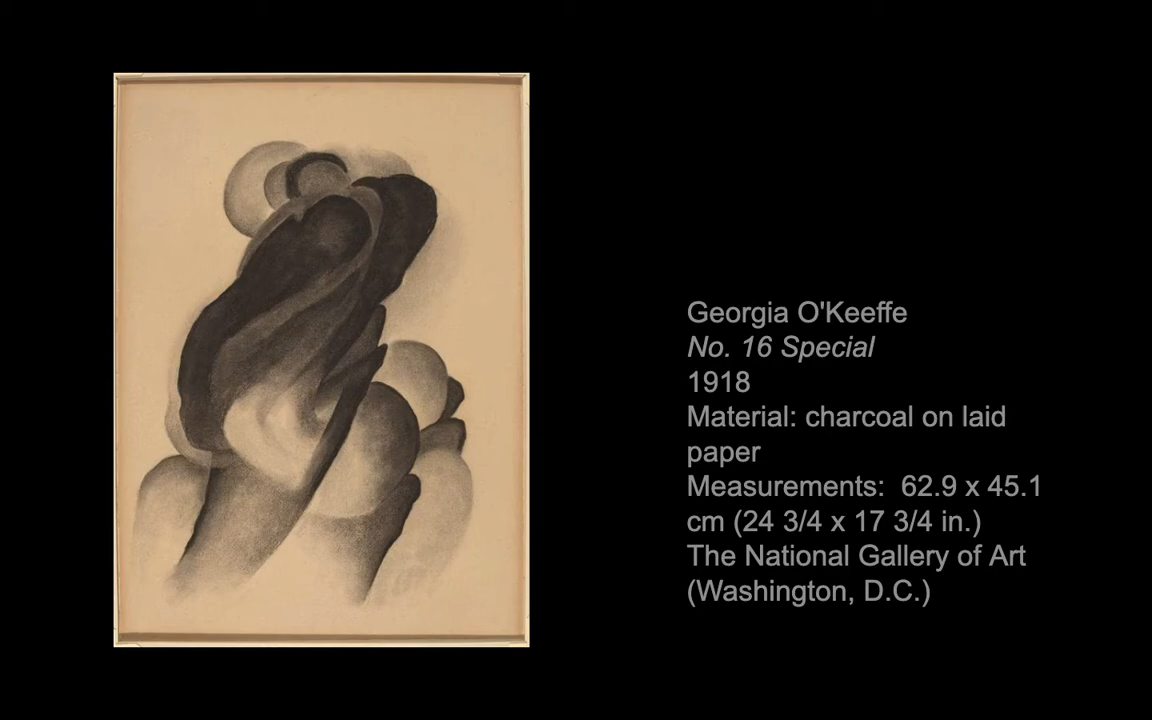 Georgia O'Keeffe
No. 16 Special
1918
Material: charcoal on laid
paper
Measurements:  62.9 x 45.1
cm (24 3/4 x 17 3/4 in.)
The National Gallery of Art
(Washington, D.C.)